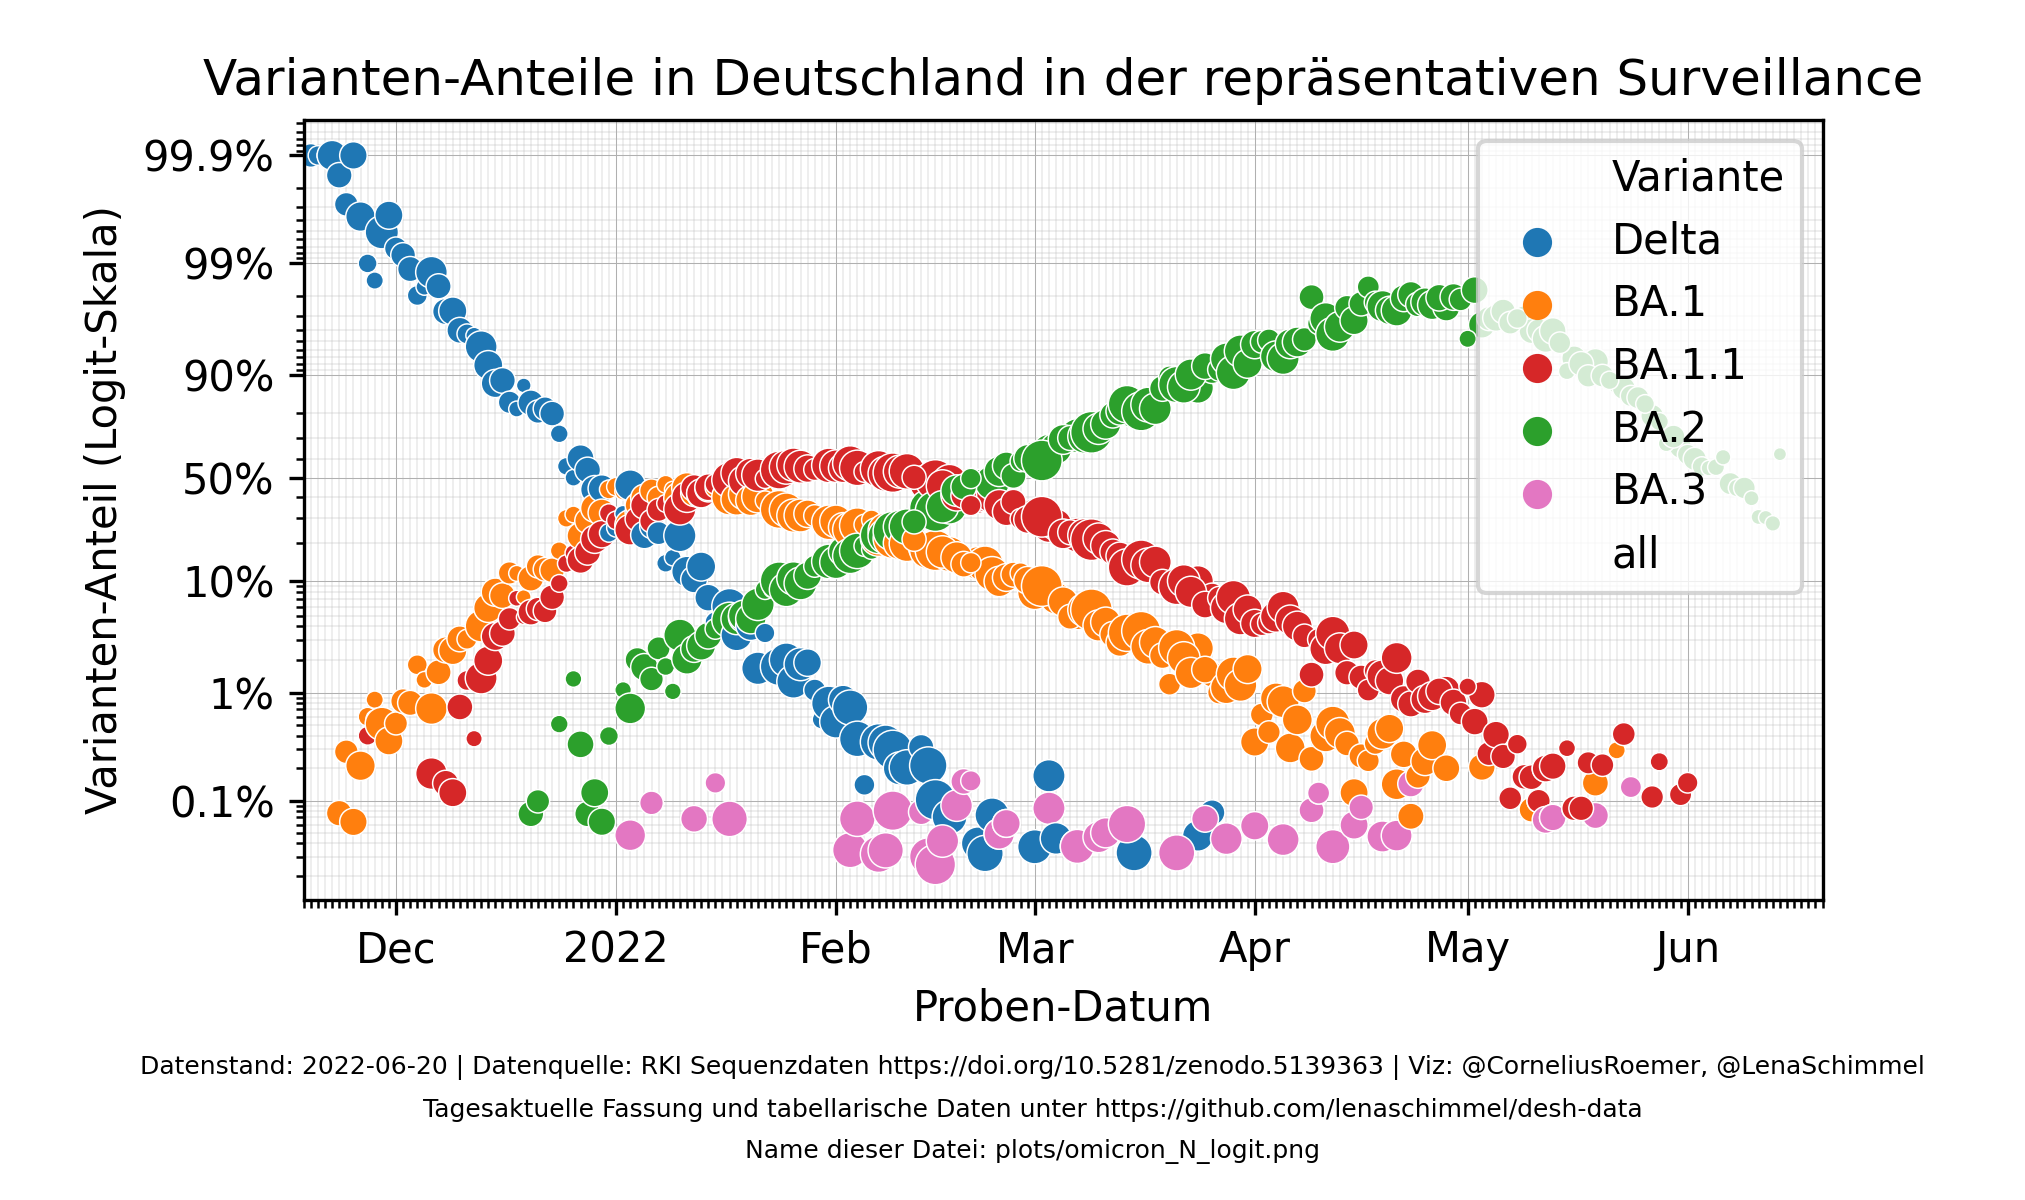 Varianten-Anteile in Deutschland in der repräsentativen Surveillance
Varianten-Anteil (Logit-Skala)
99.9%
99%
90%
50%
10%
1%
0.1%
Variante
Delta
BA.1
BA.1.1
BA.2
BA.3
all
Dec
2022
Feb
Mar
Apr
May
Jun
Proben-Datum
Datenstand: 2022-06-20 | Datenquelle: RKI Sequenzdaten https://doi.org/10.5281/zenodo.5139363 | Viz: @CorneliusRoemer, @LenaSchimmel
Tagesaktuelle Fassung und tabellarische Daten unter https://github.com/lenaschimmel/desh-data
Name dieser Datei: plots/omicron_N_logit.png